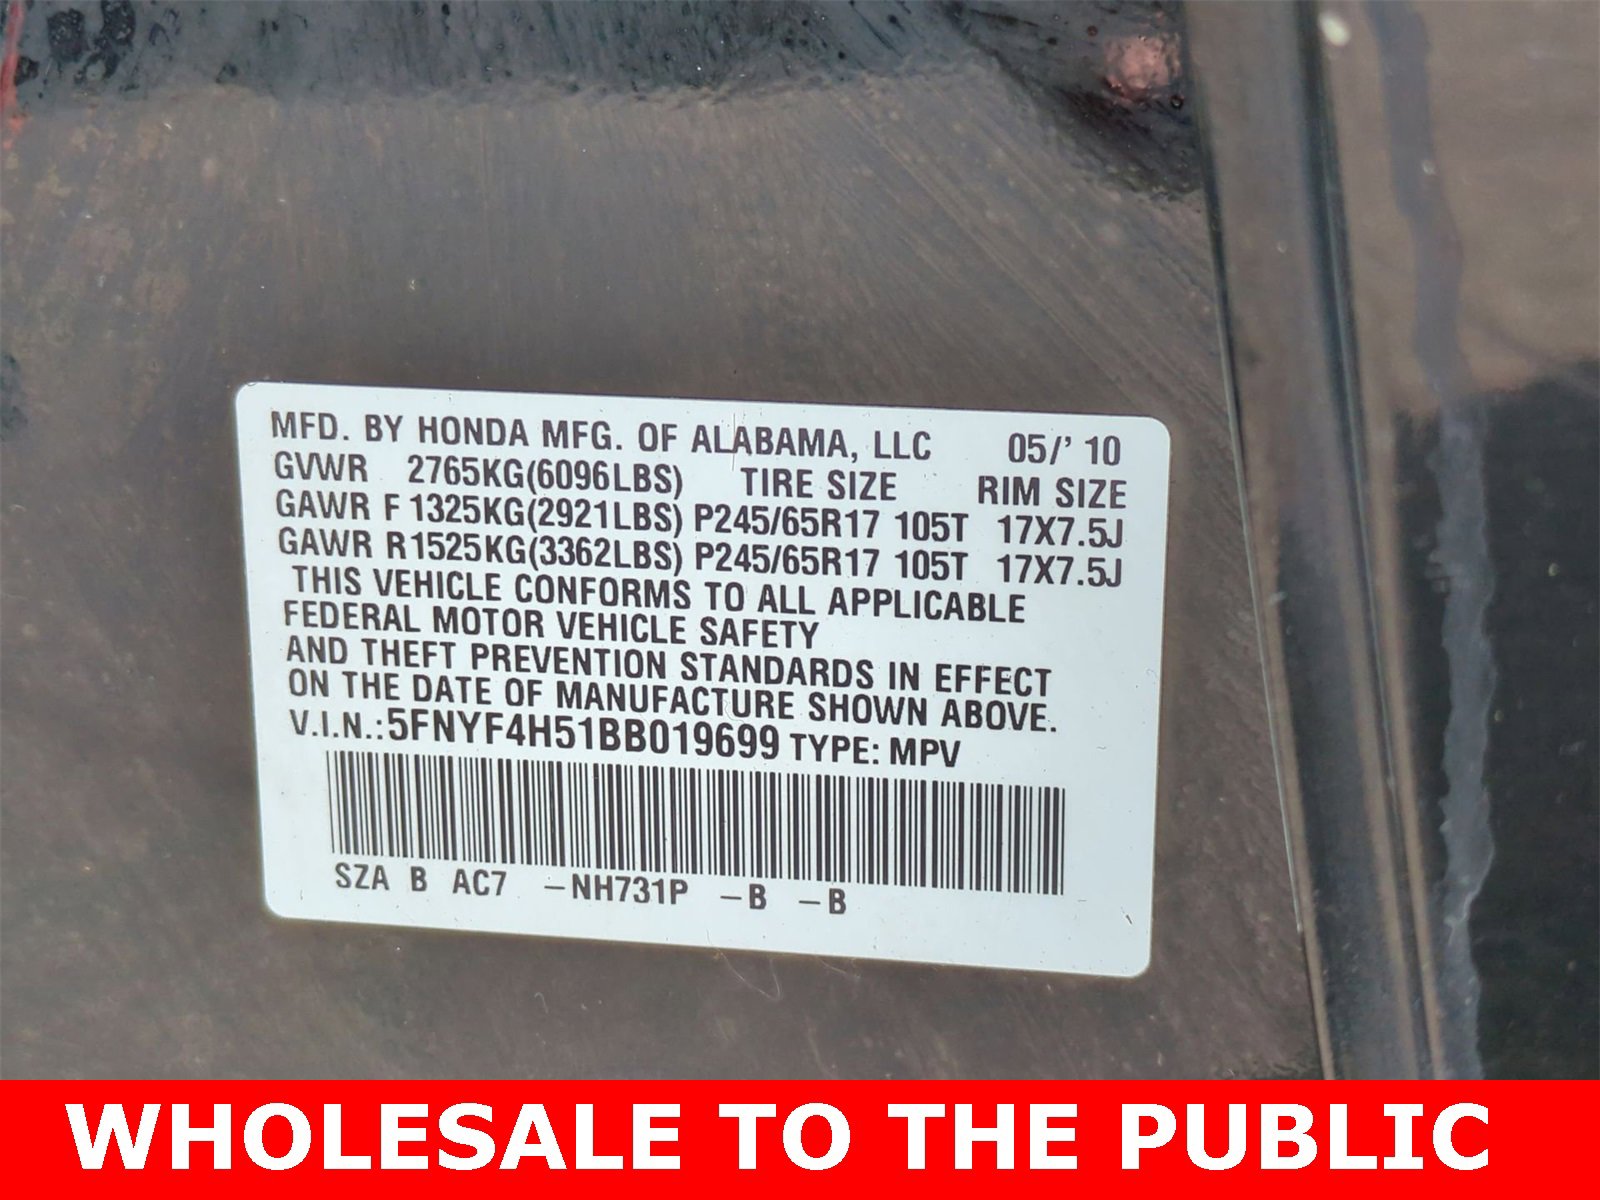 MFD. BY HONDA MFG. OF ALABAMA, LLC 05/' 10
GVWR 2765KG(6096LBS) TIRE SIZE RIM SIZE
GAWR F 1325KG(2921LBS) P245/65R17 105T 17X7.5J
GAWR R1525KG(3362LBS) P245/65R17 105T 17X7.5J
THIS VEHICLE CONFORMS TO ALL APPLICABLE
FEDERAL MOTOR VEHICLE SAFETY
AND THEFT PREVENTION STANDARDS IN EFFECT
ON THE DATE OF MANUFACTURE SHOWN ABOVE.
V.I.N.:5FNYF4H51BB019699 TYPE: MPV
SZA B AC7 –NH731P –B –B
WHOLESALE TO THE PUBLIC